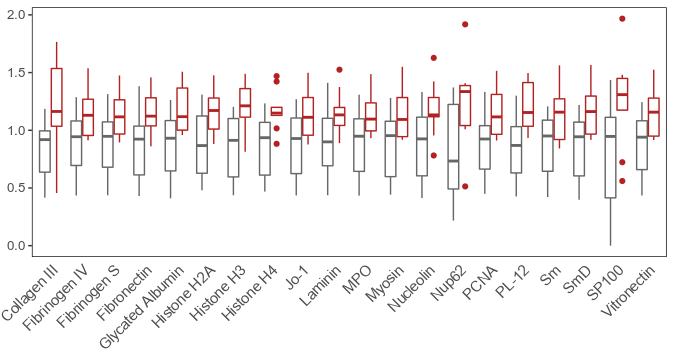 2.0
1.5
1.0
0.5
0.0
Collagen III
Fibrinogen IV
Fibrinogen S
Fibronectin
Glycated Albumin
Histone H2A
Histone H3
Histone H4
Jo-1
Laminin
MPO
Myosin
Nucleolin
Nup62
PCNA
PL-12
Sm
SmD
SP100
Vitronectin